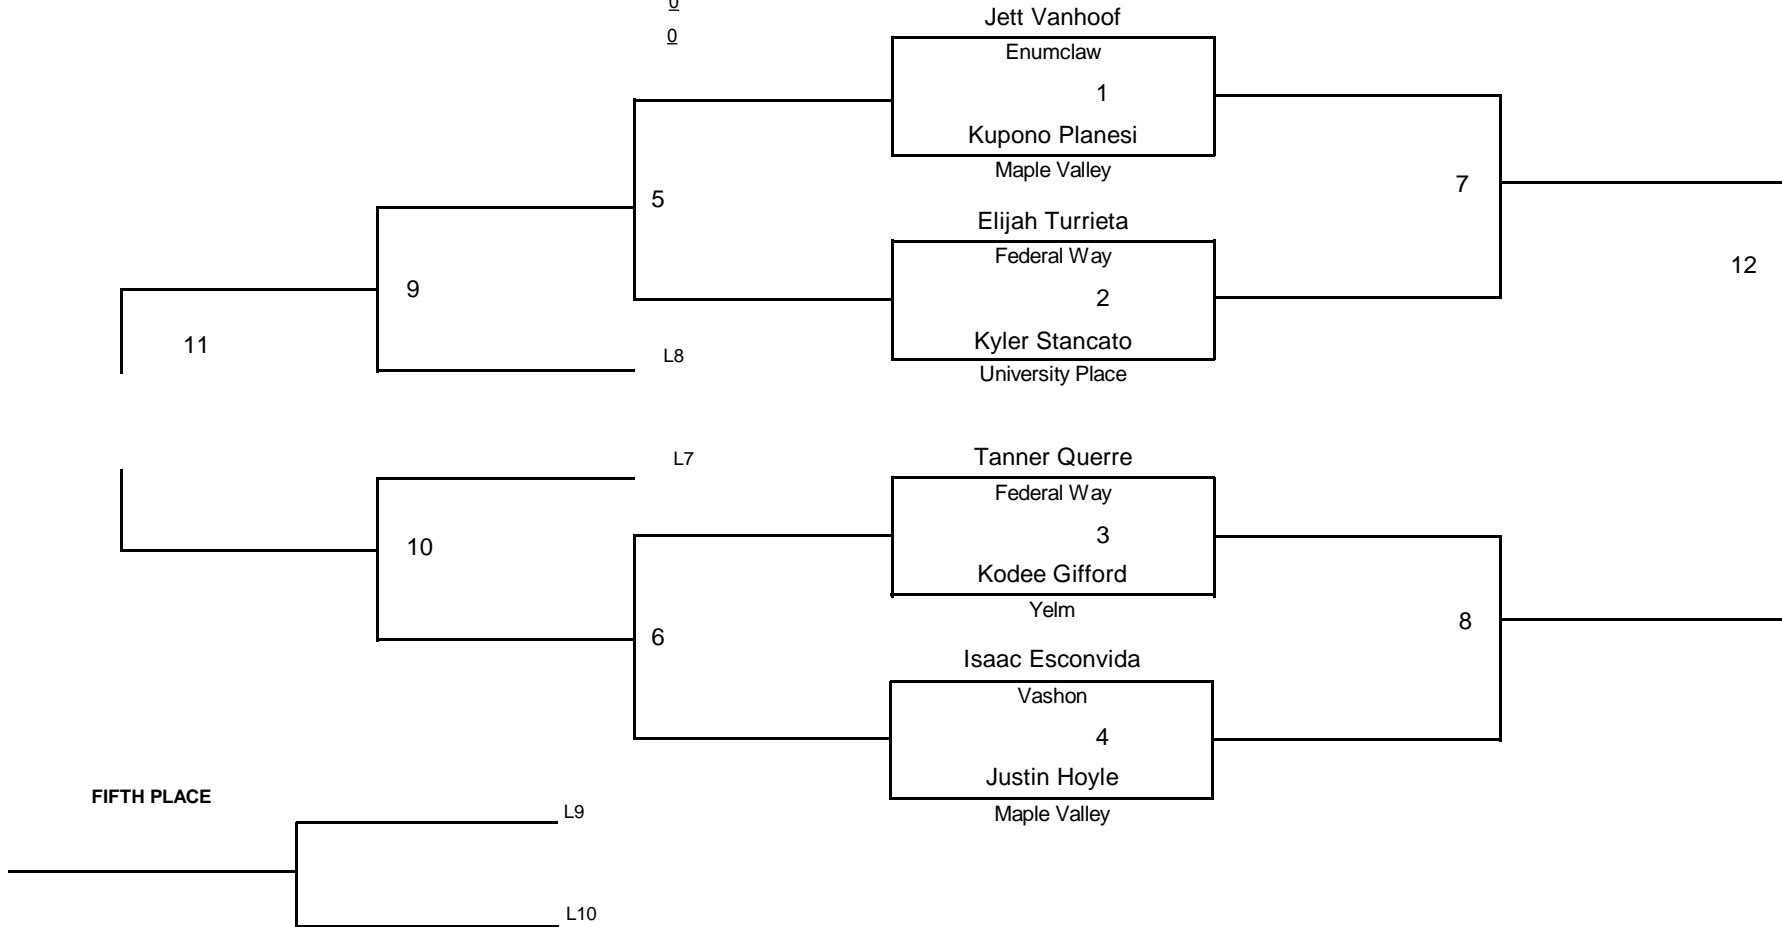 0
0
Jett Vanhoof
Enumclaw
1
Kupono Planesi
Maple Valley
5
7
Elijah Turrieta
Federal Way
12
9
2
11
Kyler Stancato
L8
University Place
L7
Tanner Querre
Federal Way
3
10
Kodee Gifford
Yelm
8
6
Isaac Esconvida
Vashon
4
Justin Hoyle
FIFTH PLACE
L9
Maple Valley
L10